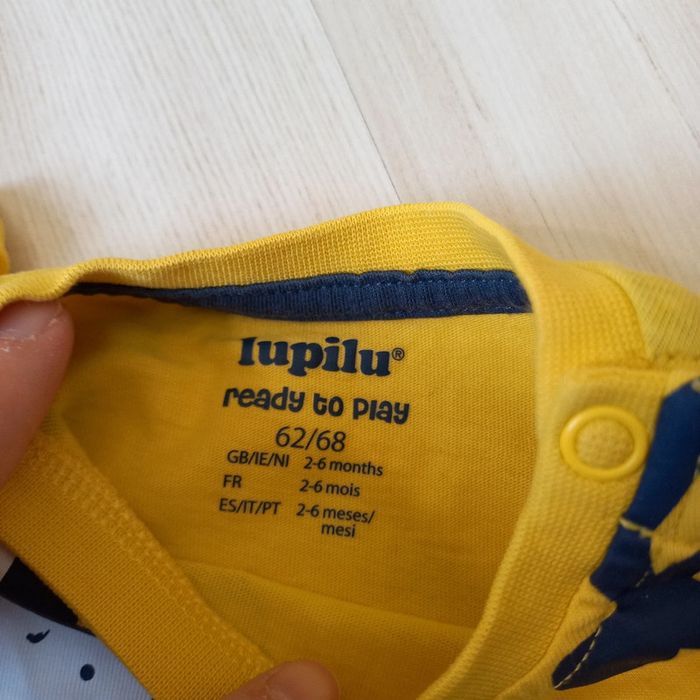 lupilu®
ready to play
62/68
GB/IE/NI 2-6 months
FR 2-6 mois
ES/IT/PT 2-6 meses/
mesi